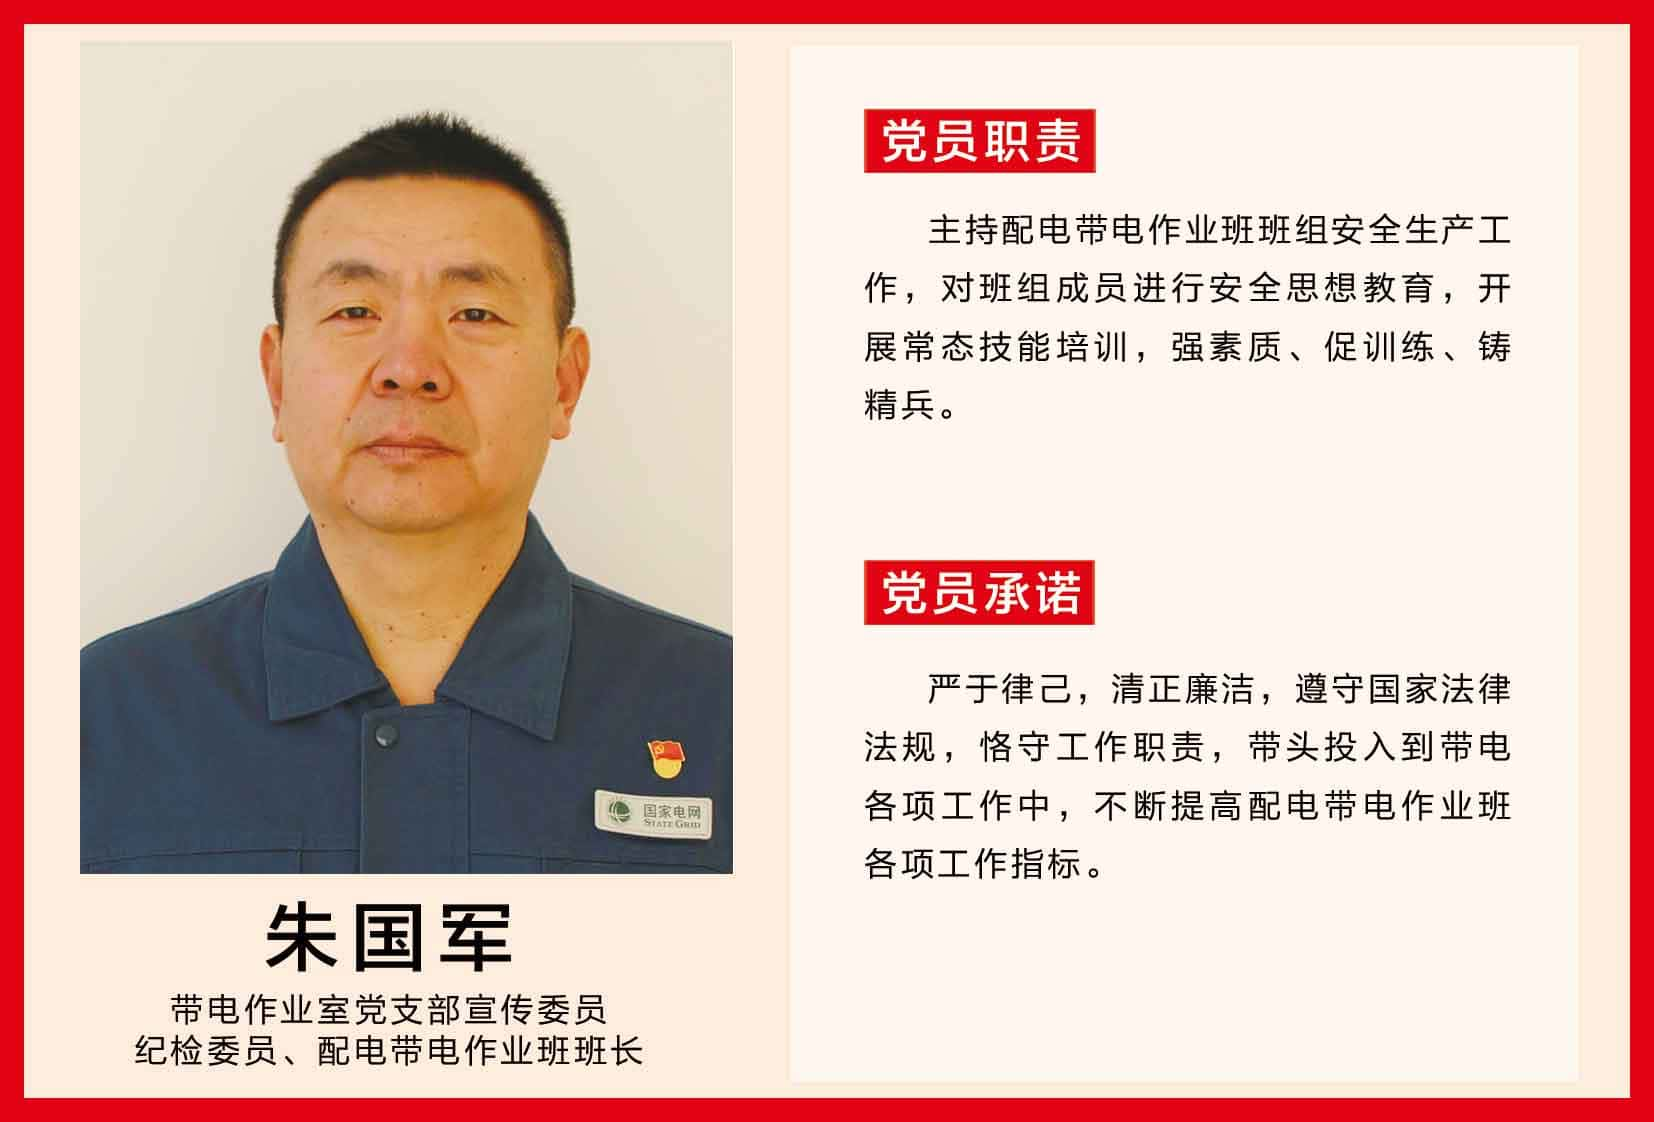 国家电网
STATE GRID
朱国军
带电作业室党支部宣传委员
纪检委员、配电带电作业班班长
党员职责
主持配电带电作业班班组安全生产工
作，对班组成员进行安全思想教育，开
展常态技能培训，强素质、促训练、铸
精兵。
党员承诺
严于律己，清正廉洁，遵守国家法律
法规，恪守工作职责，带头投入到带电
各项工作中，不断提高配电带电作业班
各项工作指标。